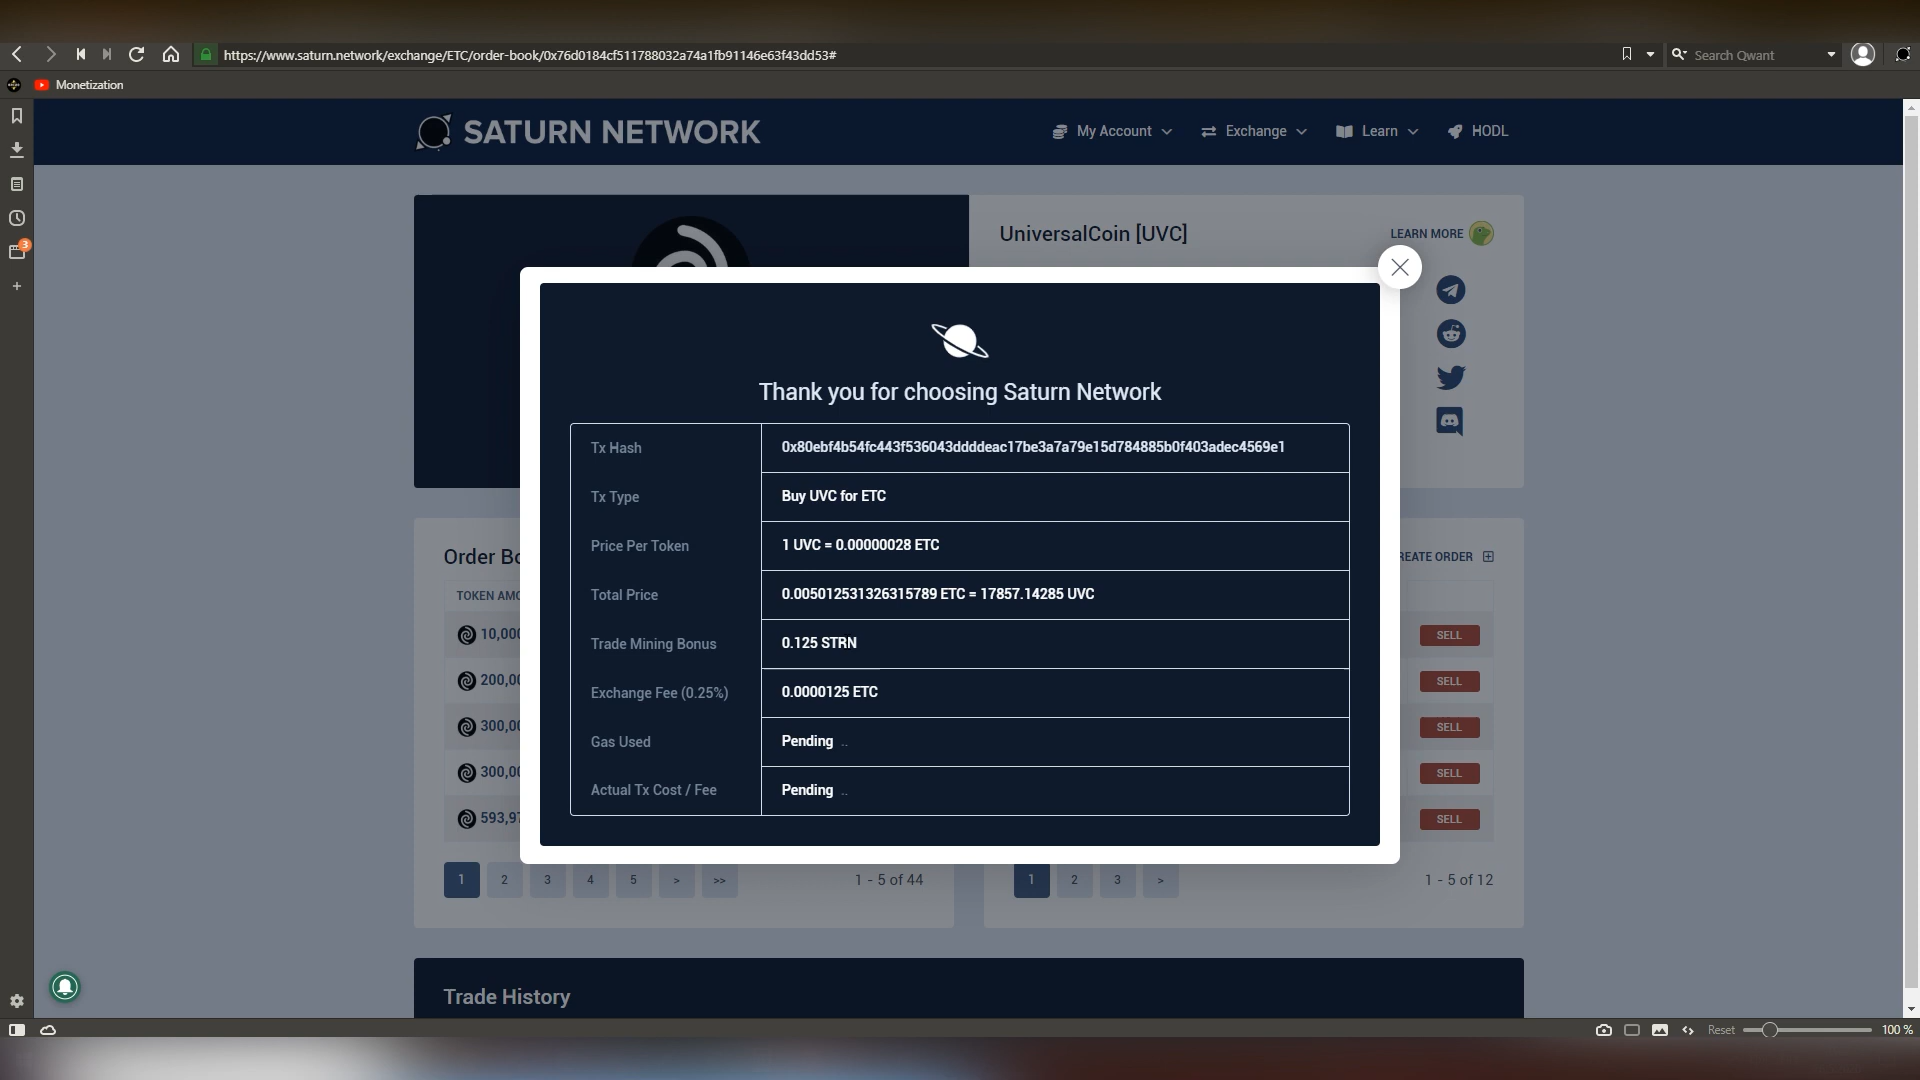 https://www.saturn.network/exchange/ETC/order-book/0x76d0184cf511788032a74a1fb91146e63f43dd53#
Search Qwant
Monetization
3
SATURN NETWORK
My Account
Exchange
Learn
HODL
UniversalCoin [UVC]
LEARN MORE
Thank you for choosing Saturn Network
Tx Hash
0x80ebf4b54fc443f536043ddddeac17be3a7a79e15d784885b0f403adec4569e1
Tx Type
Buy UVC for ETC
Price Per Token
1 UVC = 0.00000028 ETC
Total Price
0.005012531326315789 ETC = 17857.14285 UVC
Trade Mining Bonus
0.125 STRN
Exchange Fee (0.25%)
0.0000125 ETC
Gas Used
Pending ..
Actual Tx Cost / Fee
Pending ..
Order Bo
REATE ORDER
TOKEN AMO
10,000
SELL
200,00
SELL
300,00
SELL
300,00
SELL
593,97
SELL
1 2 3 4 5 > >>
1 - 5 of 44
1 2 3 >
1 - 5 of 12
Trade History
Reset
100 %